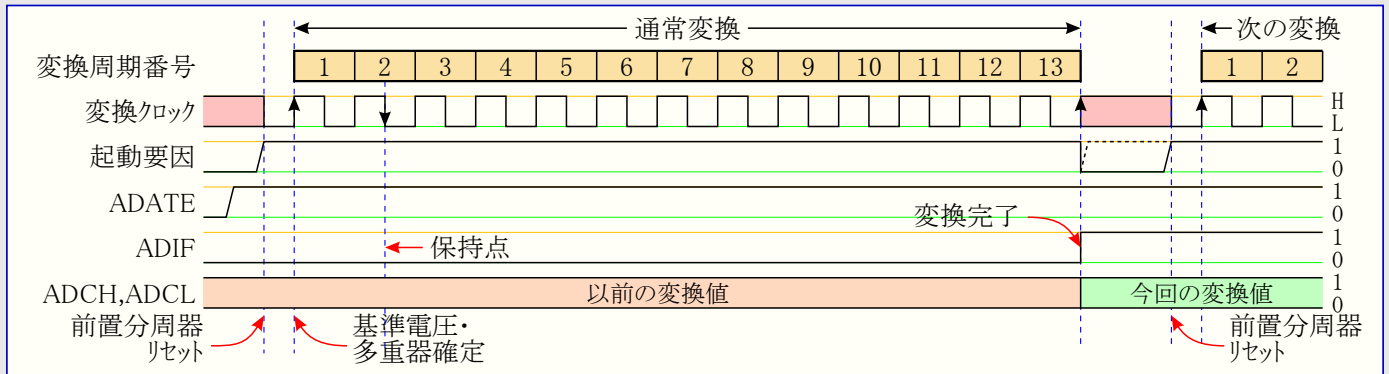 通常変換
次の変換
変換周期番号 1 2 3 4 5 6 7 8 9 10 11 12 13 1 2
変換クロック H L
起動要因 1 0
ADATE 1 0
変換完了
ADIF 保持点 1 0
ADCH,ADCL 以前の変換値 今回の変換値 1 0
前置分周器
リセット
基準電圧・
多重器確定
前置分周器
リセット